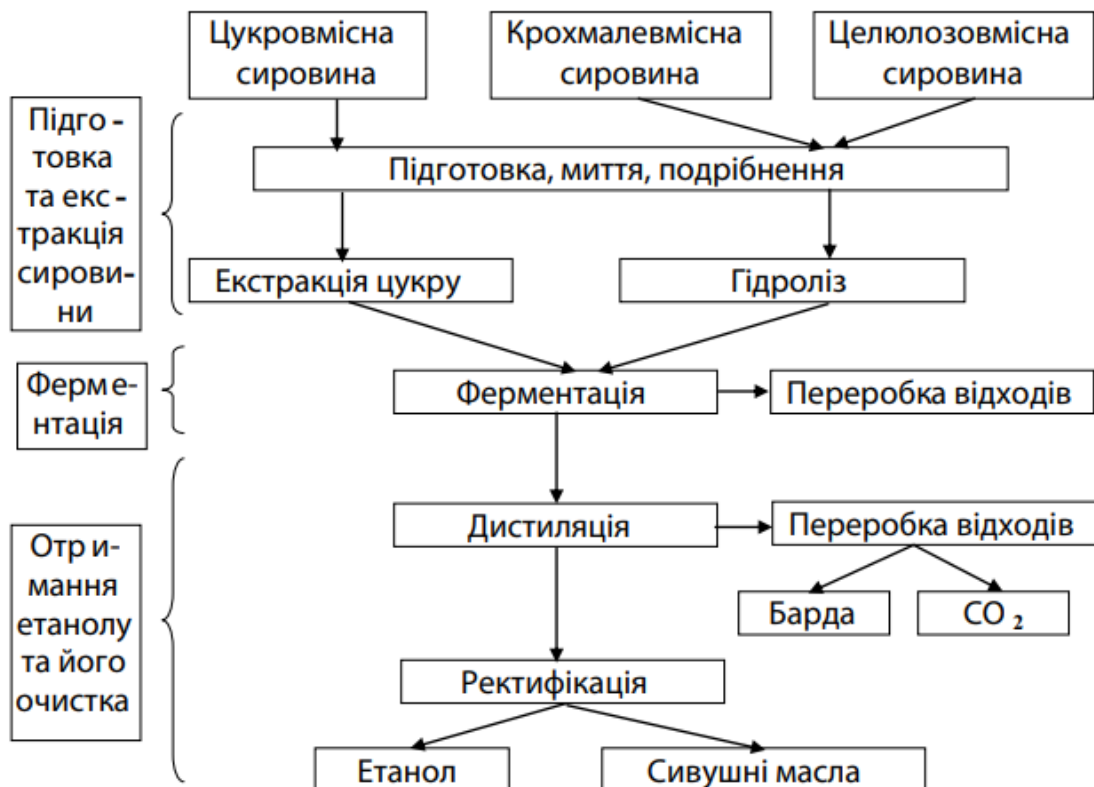 Цукровмісна
сировина
Крохмалевмісна
сировина
Целюлозовмісна
сировина
Підго-
товка
та екс-
тракція
сирови-
ни
Підготовка, миття, подрібнення
Екстракція цукру
Гідроліз
Ферме-
нтація
Ферментація
Переробка відходів
Отри-
мання
етанолу
та його
очистка
Дистиляція
Переробка відходів
Барда
CO₂
Ректифікація
Етанол
Сивушні масла